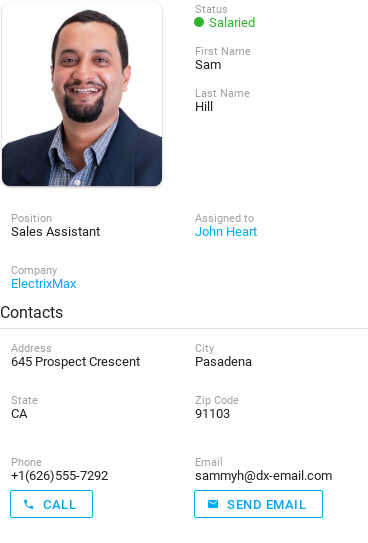 Status
Salaried
First Name
Sam
Last Name
Hill
Position
Sales Assistant
Assigned to
John Heart
Company
ElectrixMax
Contacts
Address
645 Prospect Crescent
City
Pasadena
State
CA
Zip Code
91103
Phone
+1(626)555-7292
Email
sammyh@dx-email.com
CALL
SEND EMAIL